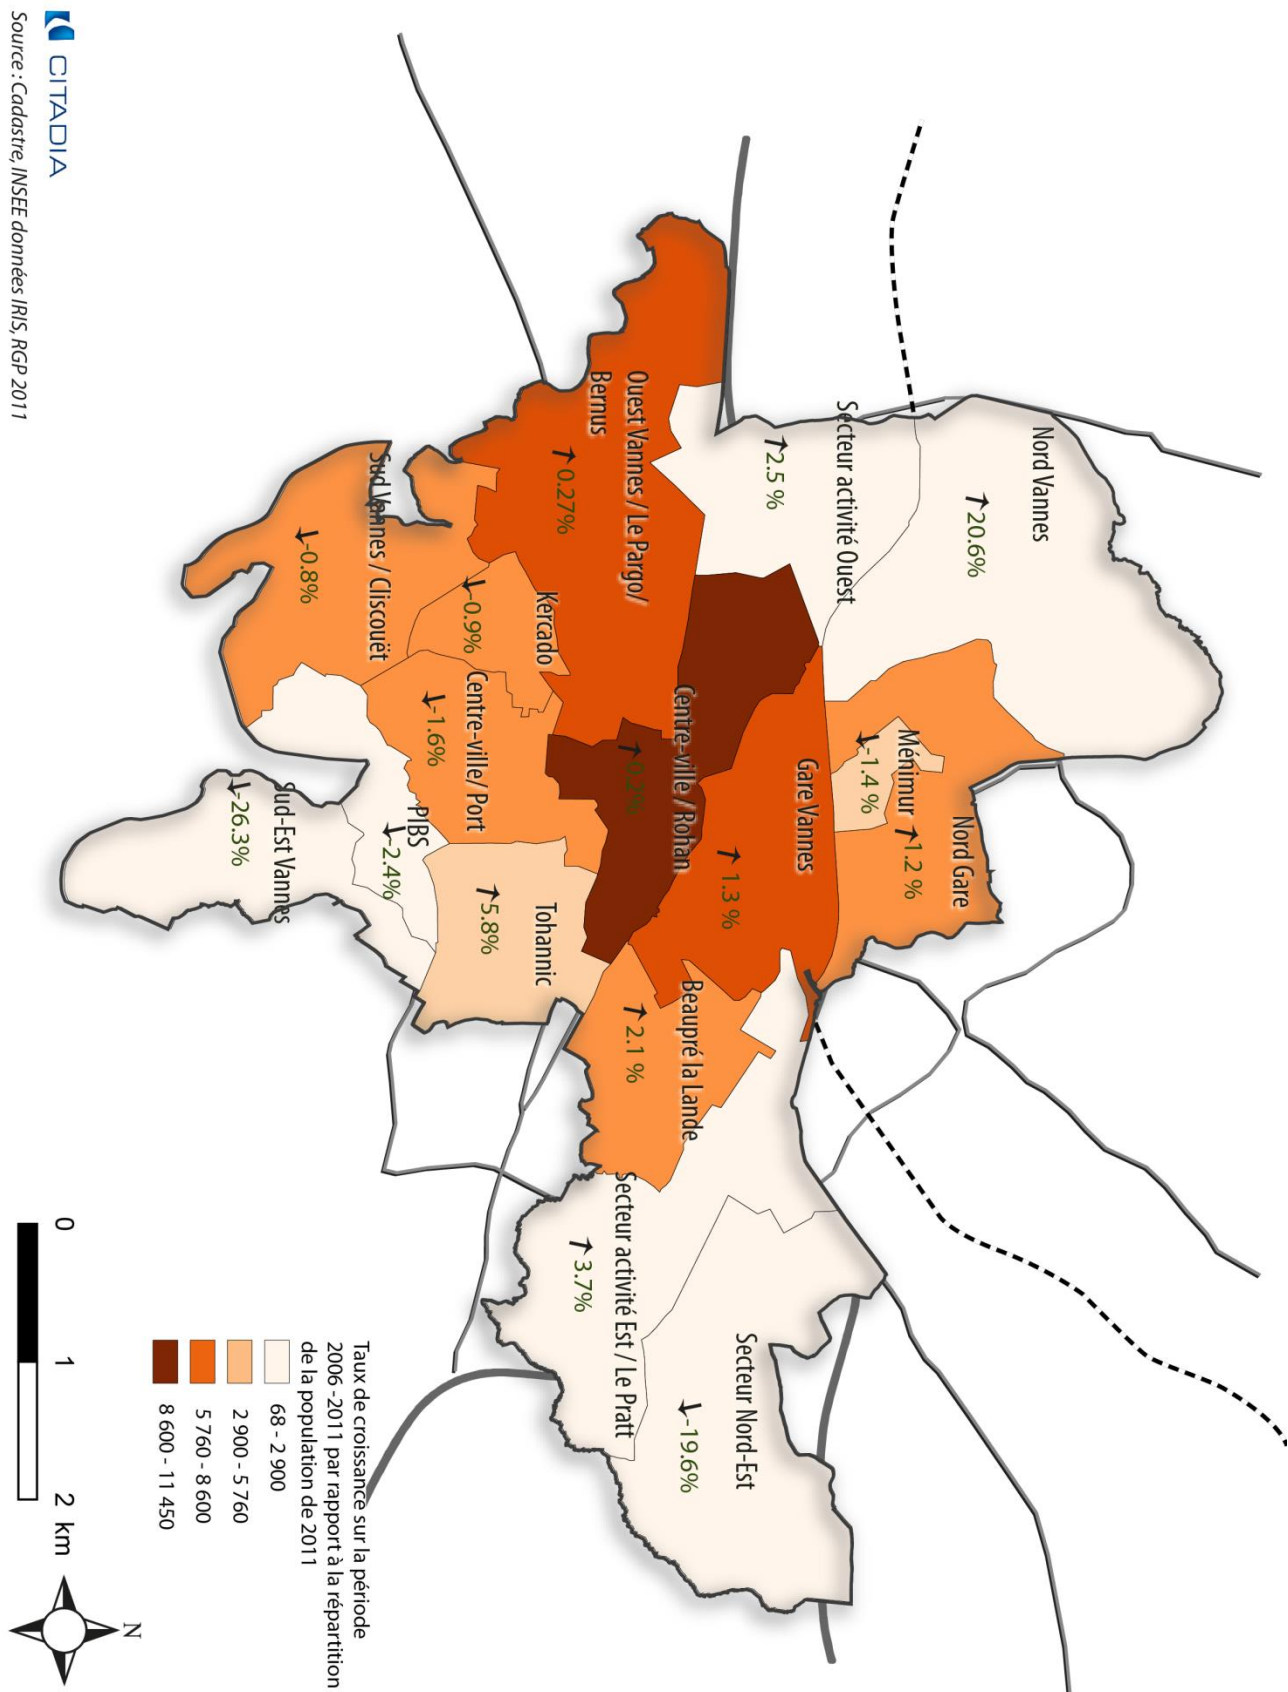 Nord Vannes
20.6%
Secteur activité Ouest
2.5 %
Ménimur
-1.4 %
Nord Gare
1.2 %
Gare Vannes
1.3 %
Ouest Vannes / Le Pargo/
Bernus
0.27%
Centre-ville / Rohan
0.2%
Kercado
-0.9%
Sud Vannes / Cliscouët
-0.8%
Centre-ville/ Port
-1.6%
PIBS
-2.4%
Sud-Est Vannes
-26.3%
Tohannic
5.8%
Beaupré la Lande
2.1 %
Secteur activité Est / Le Pratt
3.7%
Secteur Nord-Est
-19.6%
Taux de croissance sur la période
2006 -2011 par rapport à la répartition
de la population de 2011
68 - 2 900
2 900 - 5 760
5 760 - 8 600
8 600 - 11 450
0 1 2 km
N
CITADIA
Source : Cadastre, INSEE données IRIS, RGP 2011